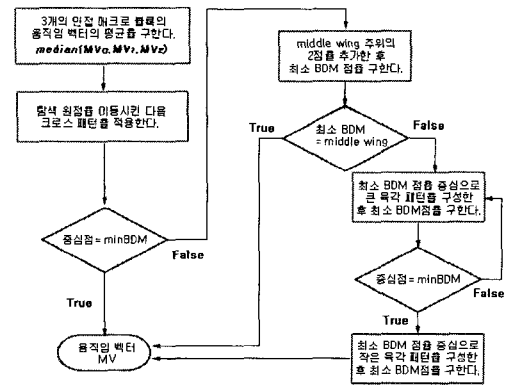 3개의 인접 매크로 블록의
움직임 벡터의 평균을 구한다.
median(MVα,MVr,MVz)
탐색 원점을 이동시킨 다음
크로스 패턴을 적용한다.
중심점=minBDM
False
True
움직임 벡터
MV
middle wing 주위의
2점을 추가한 후
최소 BDM 점을 구한다.
True
False
최소 BDM
=middle wing
최소 BDM 점을 중심으로
큰 육각 패턴을 구성한
후 최소 BDM점을 구한다.
중심점=minBDM
False
True
최소 BDM 점을 중심으로
작은 육각 패턴을 구성한
후 최소 BDM점을 구한다.